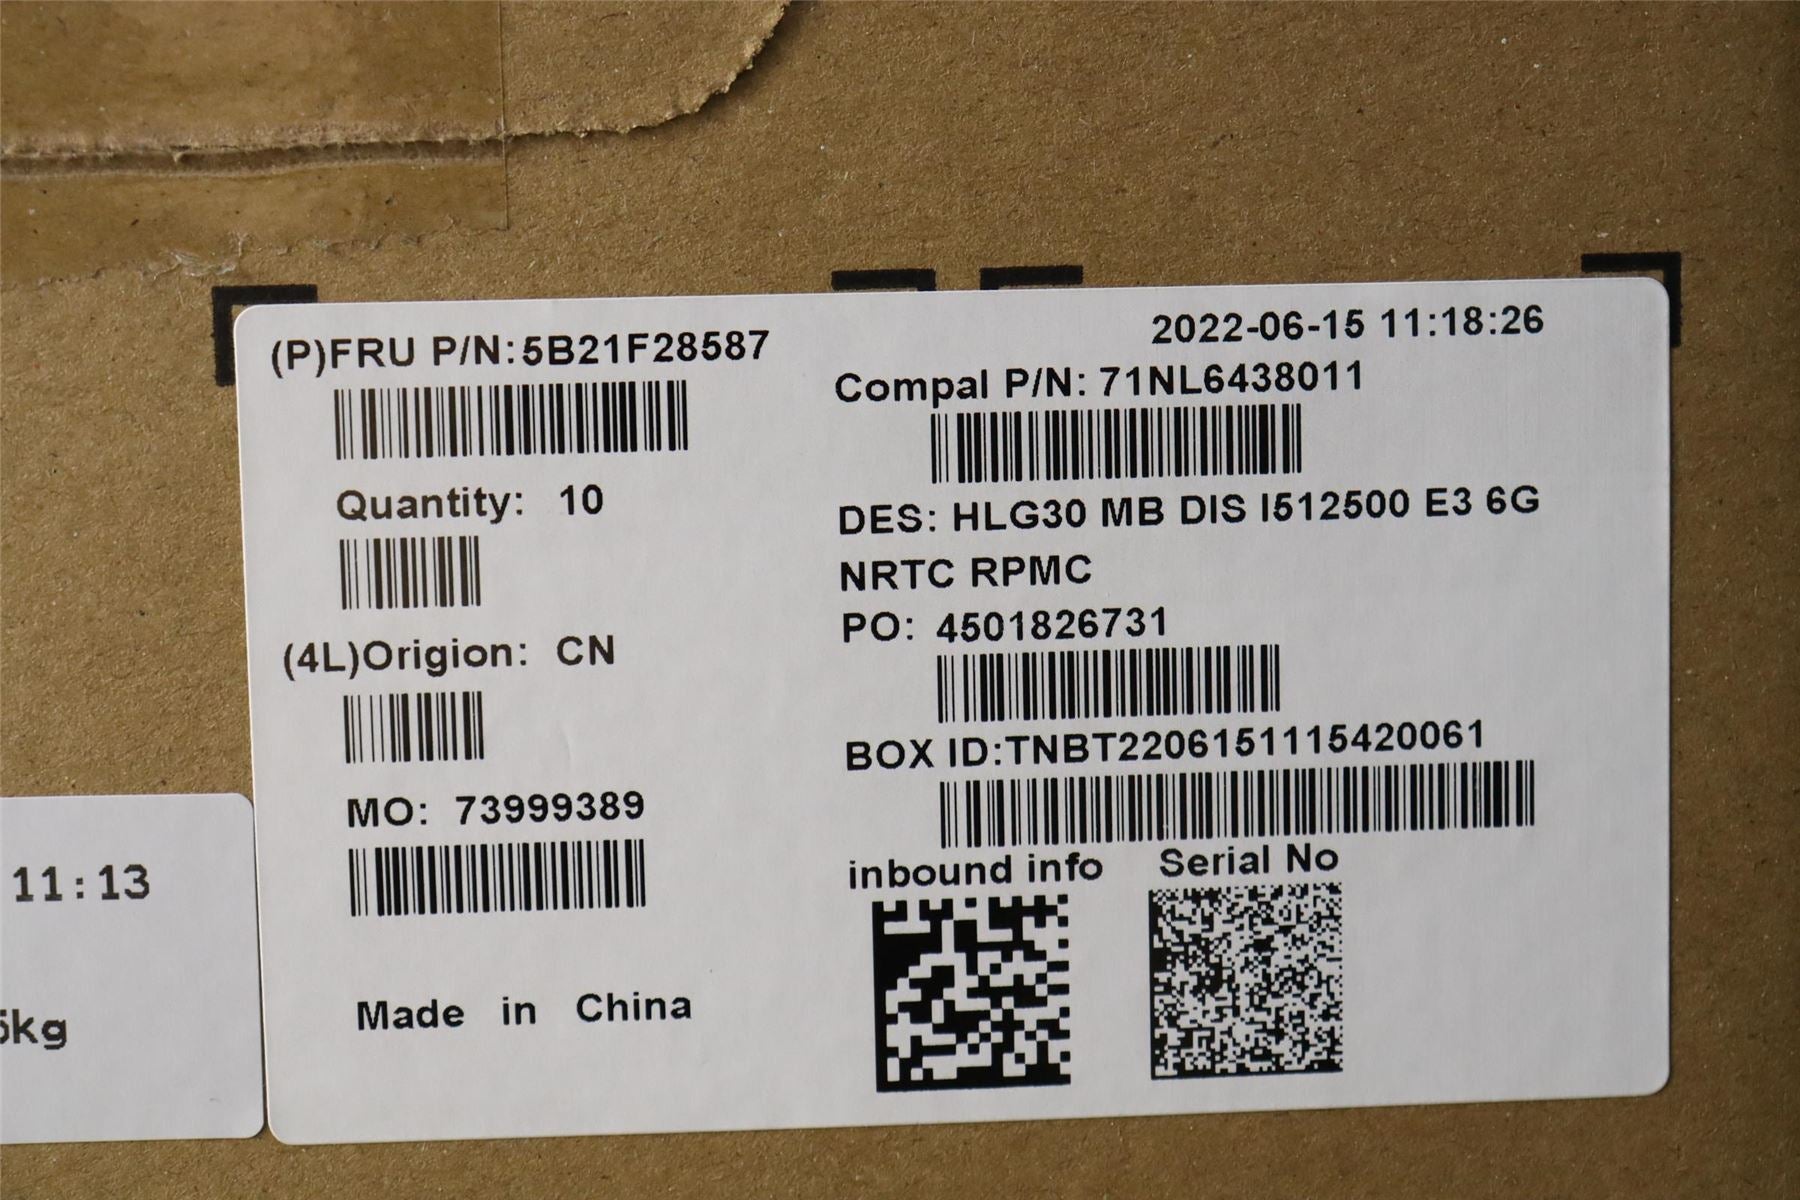 (P)FRU P/N:5B21F28587
Quantity: 10
(4L)Origion: CN
MO: 73999389
Made in China
2022-06-15 11:18:26
Compal P/N: 71NL6438011
DES: HLG30 MB DIS I512500 E3 6G
NRTC RPMC
PO: 4501826731
BOX ID:TNBT2206151115420061
inbound info
Serial No
11:13
kg